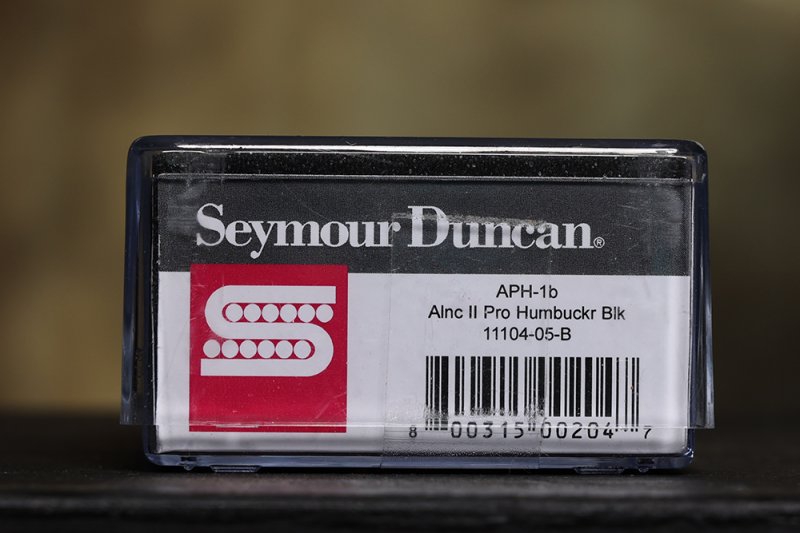 Seymour Duncan®
APH-1b
Alnc II Pro Humbuckr Blk
11104-05-B
8 00315 00204 7